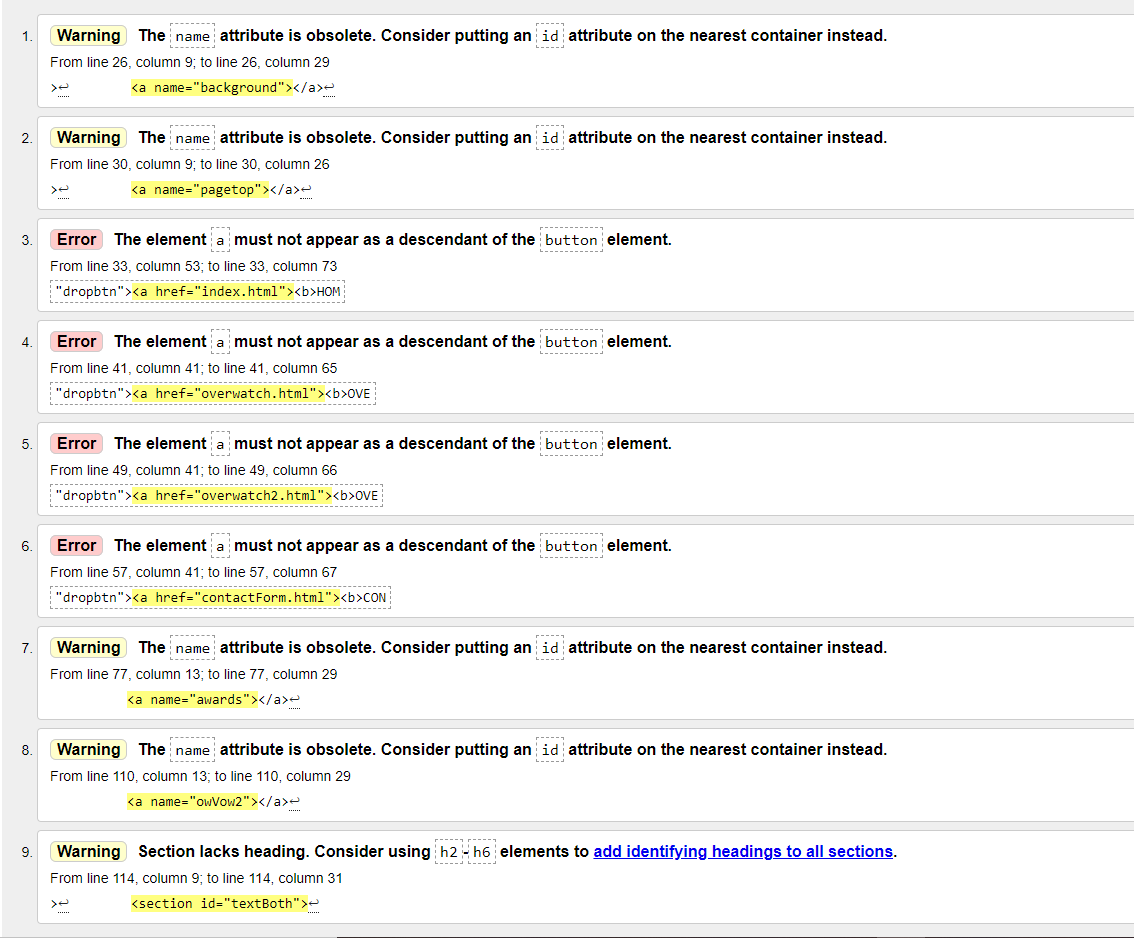 1. Warning The name attribute is obsolete. Consider putting an id attribute on the nearest container instead.
From line 26, column 9; to line 26, column 29
>↩ <a name="background"></a>↩
2. Warning The name attribute is obsolete. Consider putting an id attribute on the nearest container instead.
From line 30, column 9; to line 30, column 26
>↩ <a name="pagetop"></a>↩
3. Error The element a must not appear as a descendant of the button element.
From line 33, column 53; to line 33, column 73
"dropbtn"><a href="index.html"><b>HOM
4. Error The element a must not appear as a descendant of the button element.
From line 41, column 41; to line 41, column 65
"dropbtn"><a href="overwatch.html"><b>OVE
5. Error The element a must not appear as a descendant of the button element.
From line 49, column 41; to line 49, column 66
"dropbtn"><a href="overwatch2.html"><b>OVE
6. Error The element a must not appear as a descendant of the button element.
From line 57, column 41; to line 57, column 67
"dropbtn"><a href="contactForm.html"><b>CON
7. Warning The name attribute is obsolete. Consider putting an id attribute on the nearest container instead.
From line 77, column 13; to line 77, column 29
<a name="awards"></a>↩
8. Warning The name attribute is obsolete. Consider putting an id attribute on the nearest container instead.
From line 110, column 13; to line 110, column 29
<a name="owVow2"></a>↩
9. Warning Section lacks heading. Consider using h2-h6 elements to add identifying headings to all sections.
From line 114, column 9; to line 114, column 31
>↩ <section id="textBoth">↩